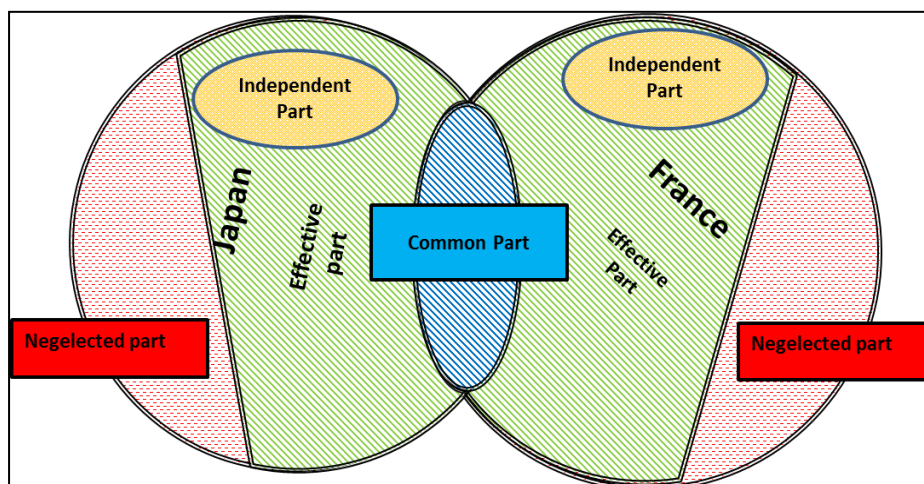 Independent
Part
Independent
Part
Japan
Effective
part
Common Part
France
Effective
Part
Negelected part
Negelected part